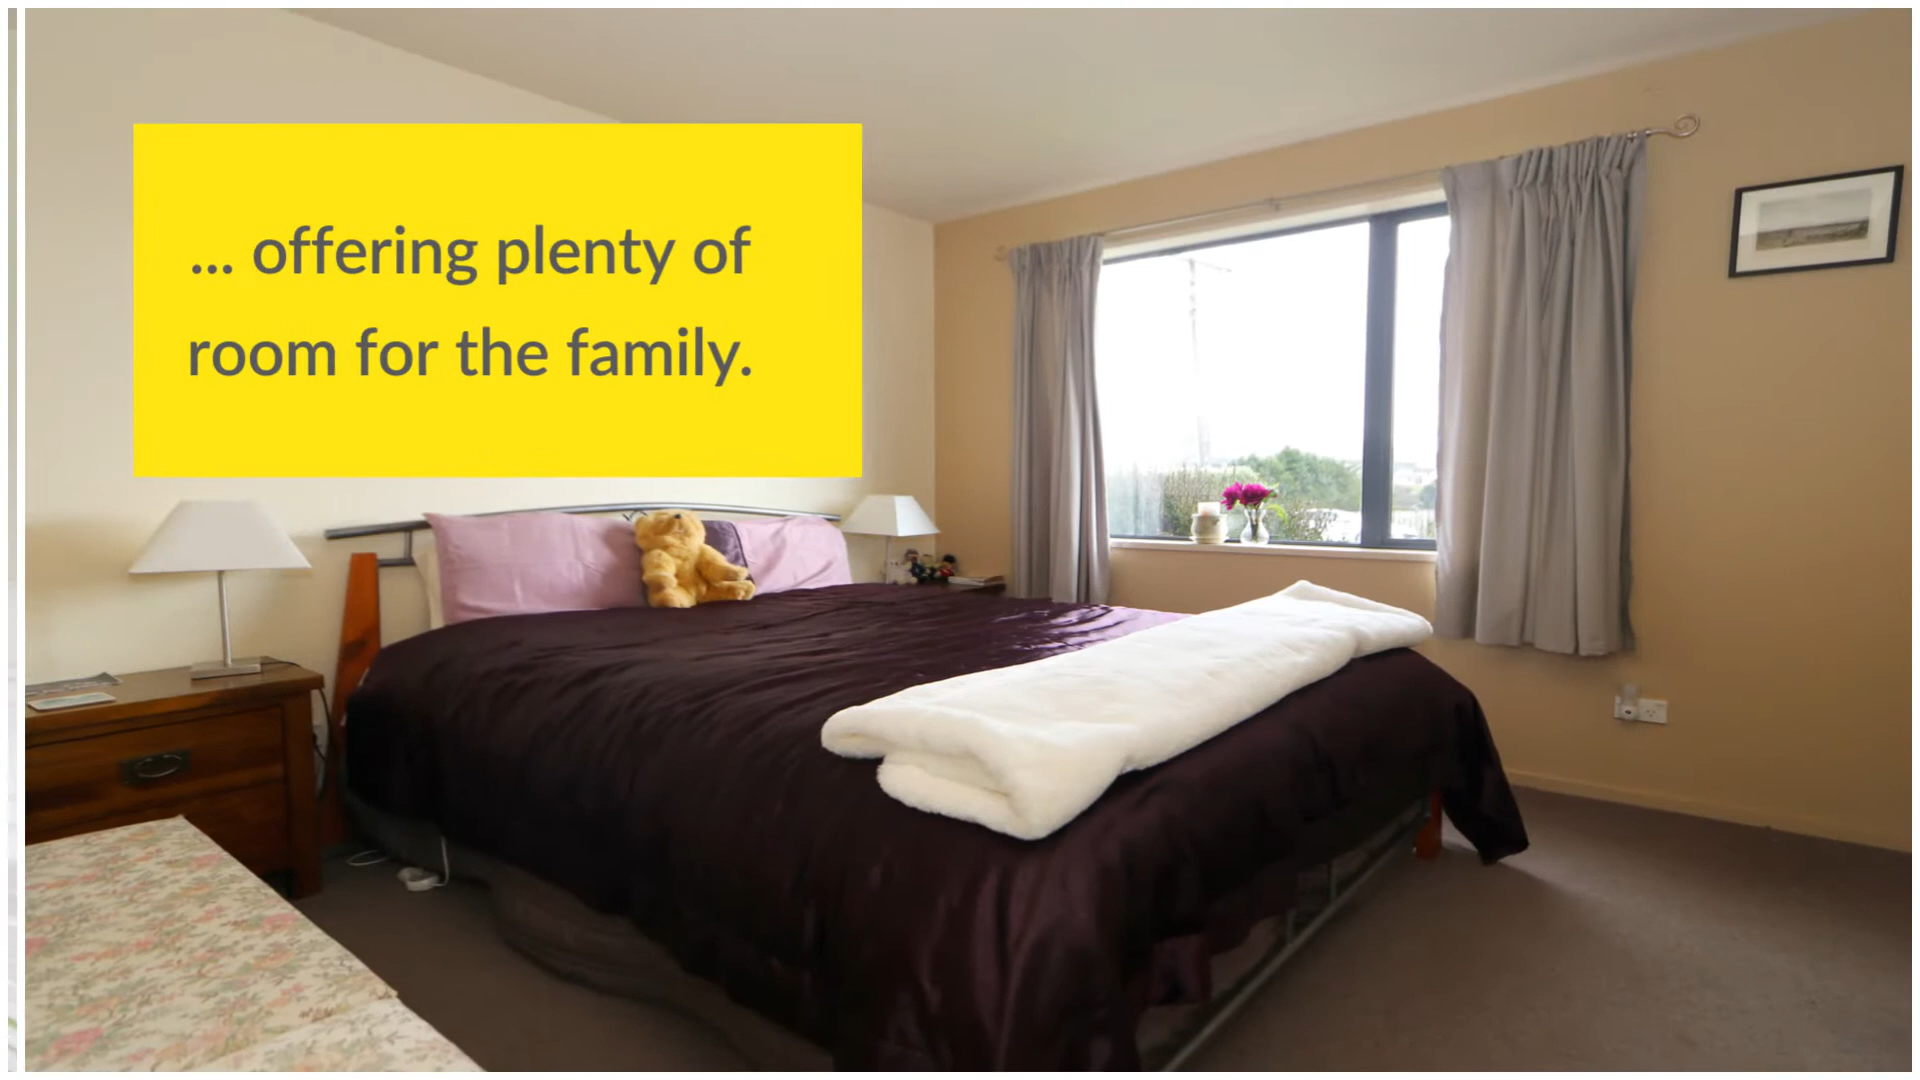 ... offering plenty of
room for the family.